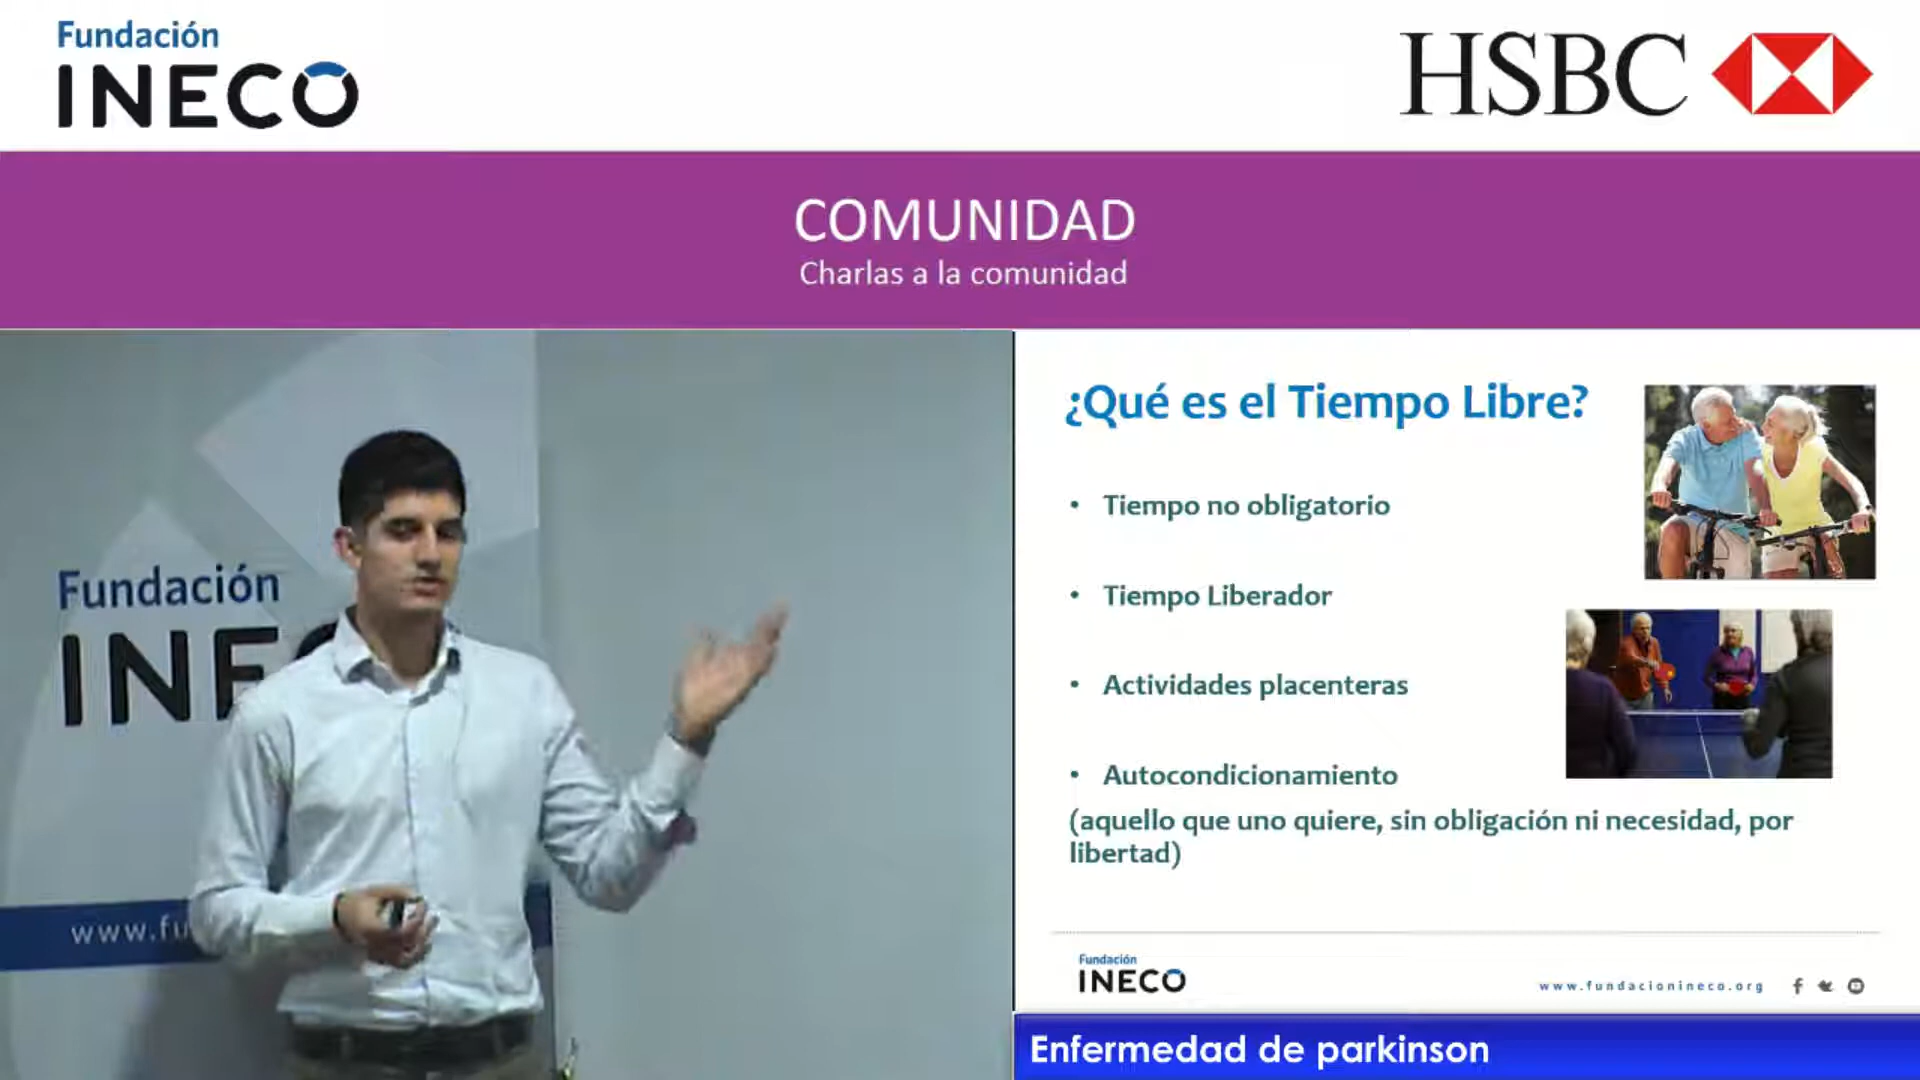 Fundación
INECO
HSBC
COMUNIDAD
Charlas a la comunidad
Fundación
INE
www.fu
¿Qué es el Tiempo Libre?
• Tiempo no obligatorio
• Tiempo Liberador
• Actividades placenteras
• Autocondicionamiento
(aquello que uno quiere, sin obligación ni necesidad, por
libertad)
Fundación
INECO
www.fundacionineco.org
Enfermedad de parkinson